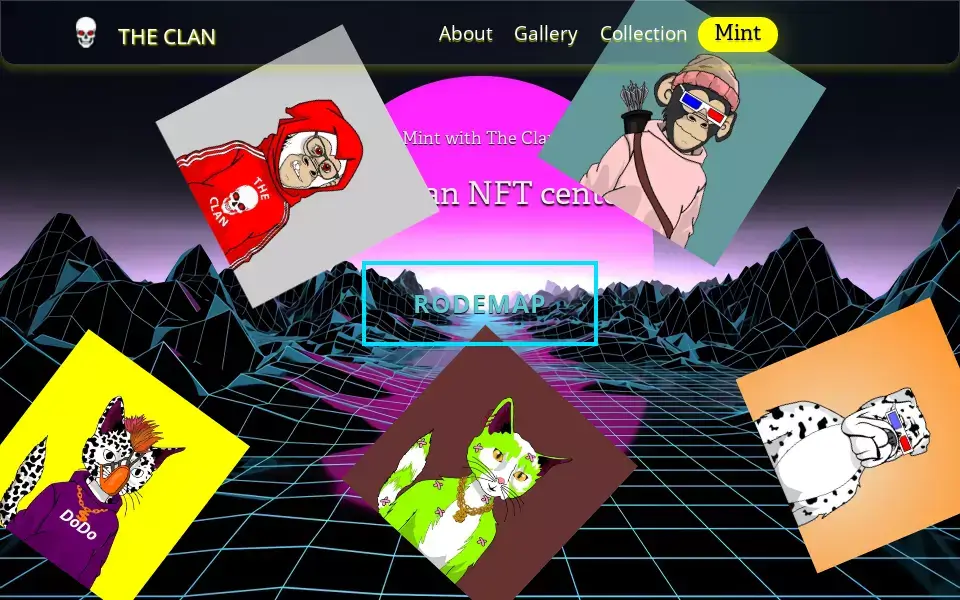 THE CLAN
About Gallery Collection Mint
Mint with The Cla
an NFT cent
THE
CLAN
RODEMAP
DoDo